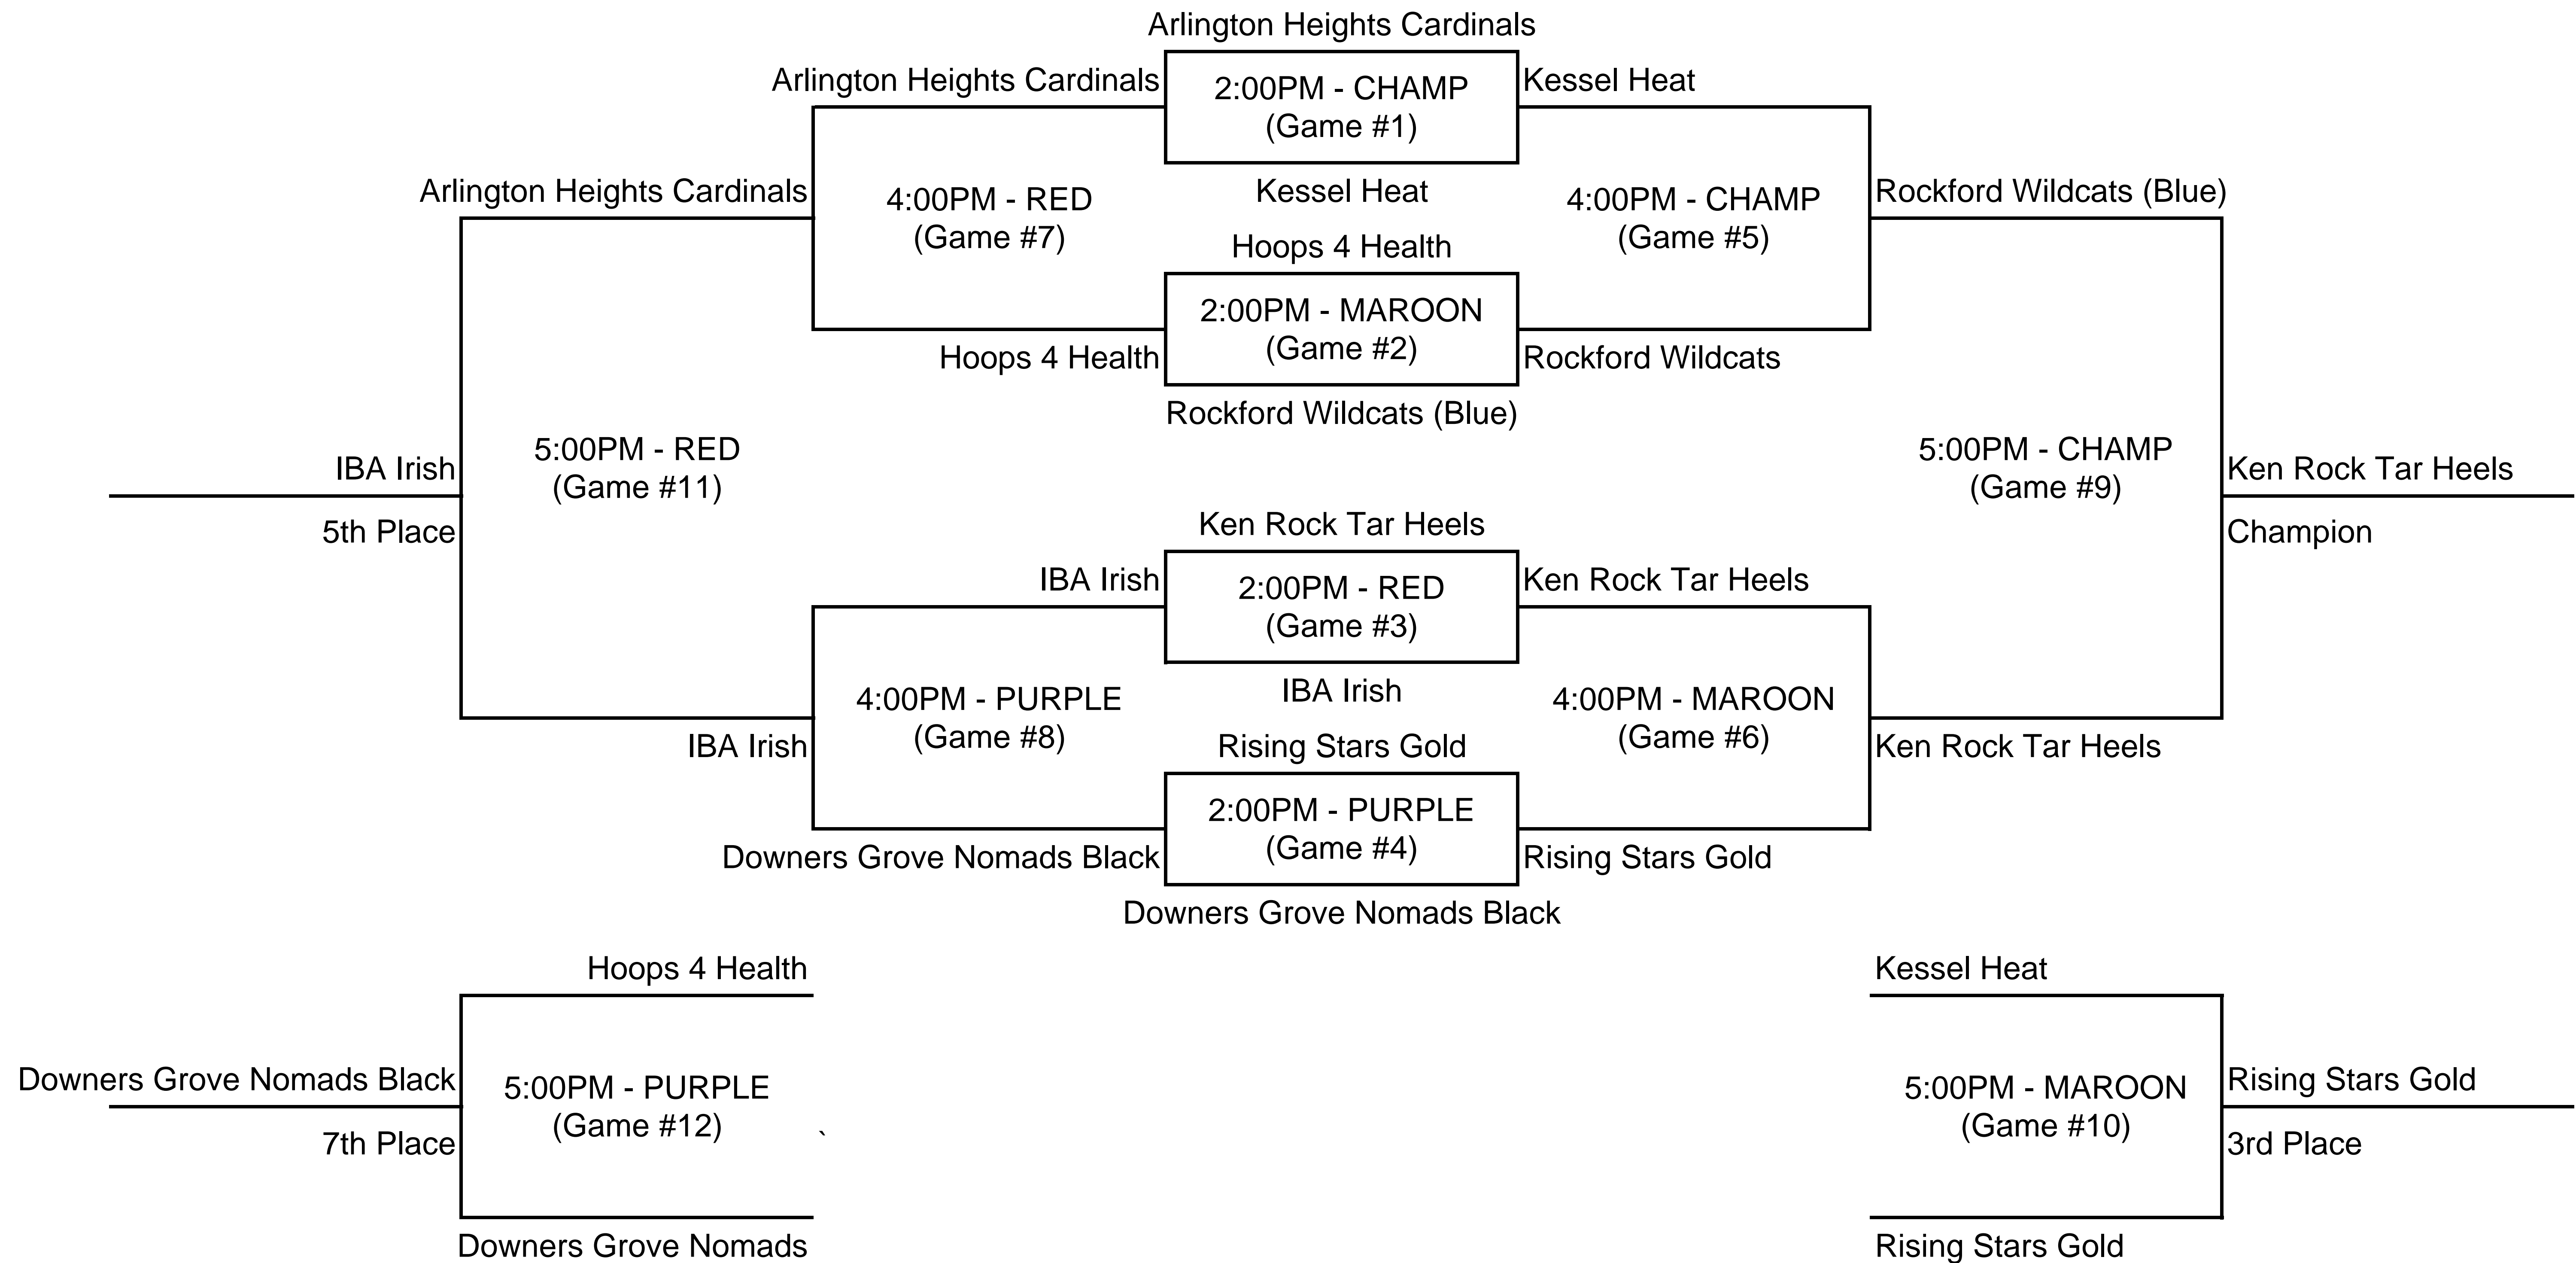 Arlington Heights Cardinals
Arlington Heights Cardinals
2:00PM - CHAMP
(Game #1)
Kessel Heat
Arlington Heights Cardinals
4:00PM - RED
(Game #7)
Kessel Heat
4:00PM - CHAMP
(Game #5)
Rockford Wildcats (Blue)
Hoops 4 Health
2:00PM - MAROON
(Game #2)
Hoops 4 Health
Rockford Wildcats
Rockford Wildcats (Blue)
IBA Irish
5th Place
5:00PM - RED
(Game #11)
5:00PM - CHAMP
(Game #9)
Ken Rock Tar Heels
Champion
Ken Rock Tar Heels
IBA Irish
2:00PM - RED
(Game #3)
Ken Rock Tar Heels
IBA Irish
4:00PM - PURPLE
(Game #8)
IBA Irish
4:00PM - MAROON
(Game #6)
Ken Rock Tar Heels
Rising Stars Gold
2:00PM - PURPLE
(Game #4)
Downers Grove Nomads Black
Rising Stars Gold
Downers Grove Nomads Black
Hoops 4 Health
Kessel Heat
Downers Grove Nomads Black
7th Place
5:00PM - PURPLE
(Game #12)
`
5:00PM - MAROON
(Game #10)
Rising Stars Gold
3rd Place
Downers Grove Nomads
Rising Stars Gold